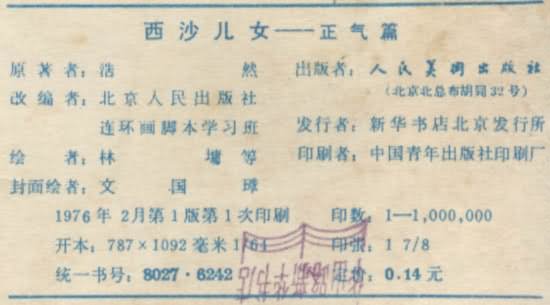 西沙儿女——正气篇
原著者：浩然
改编者：北京人民出版社
连环画脚本学习班
绘者：林墉等
封面绘者：文国璋
出版者：人民美術出版社
（北京北总布胡同32号）
发行者：新华书店北京发行所
印刷者：中国青年出版社印刷厂
1976年2月第1版第1次印刷 印数：1—1,000,000
开本：787×1092毫米1/64 印张：1 7/8
统一书号：8027·6242 定价：0.14元